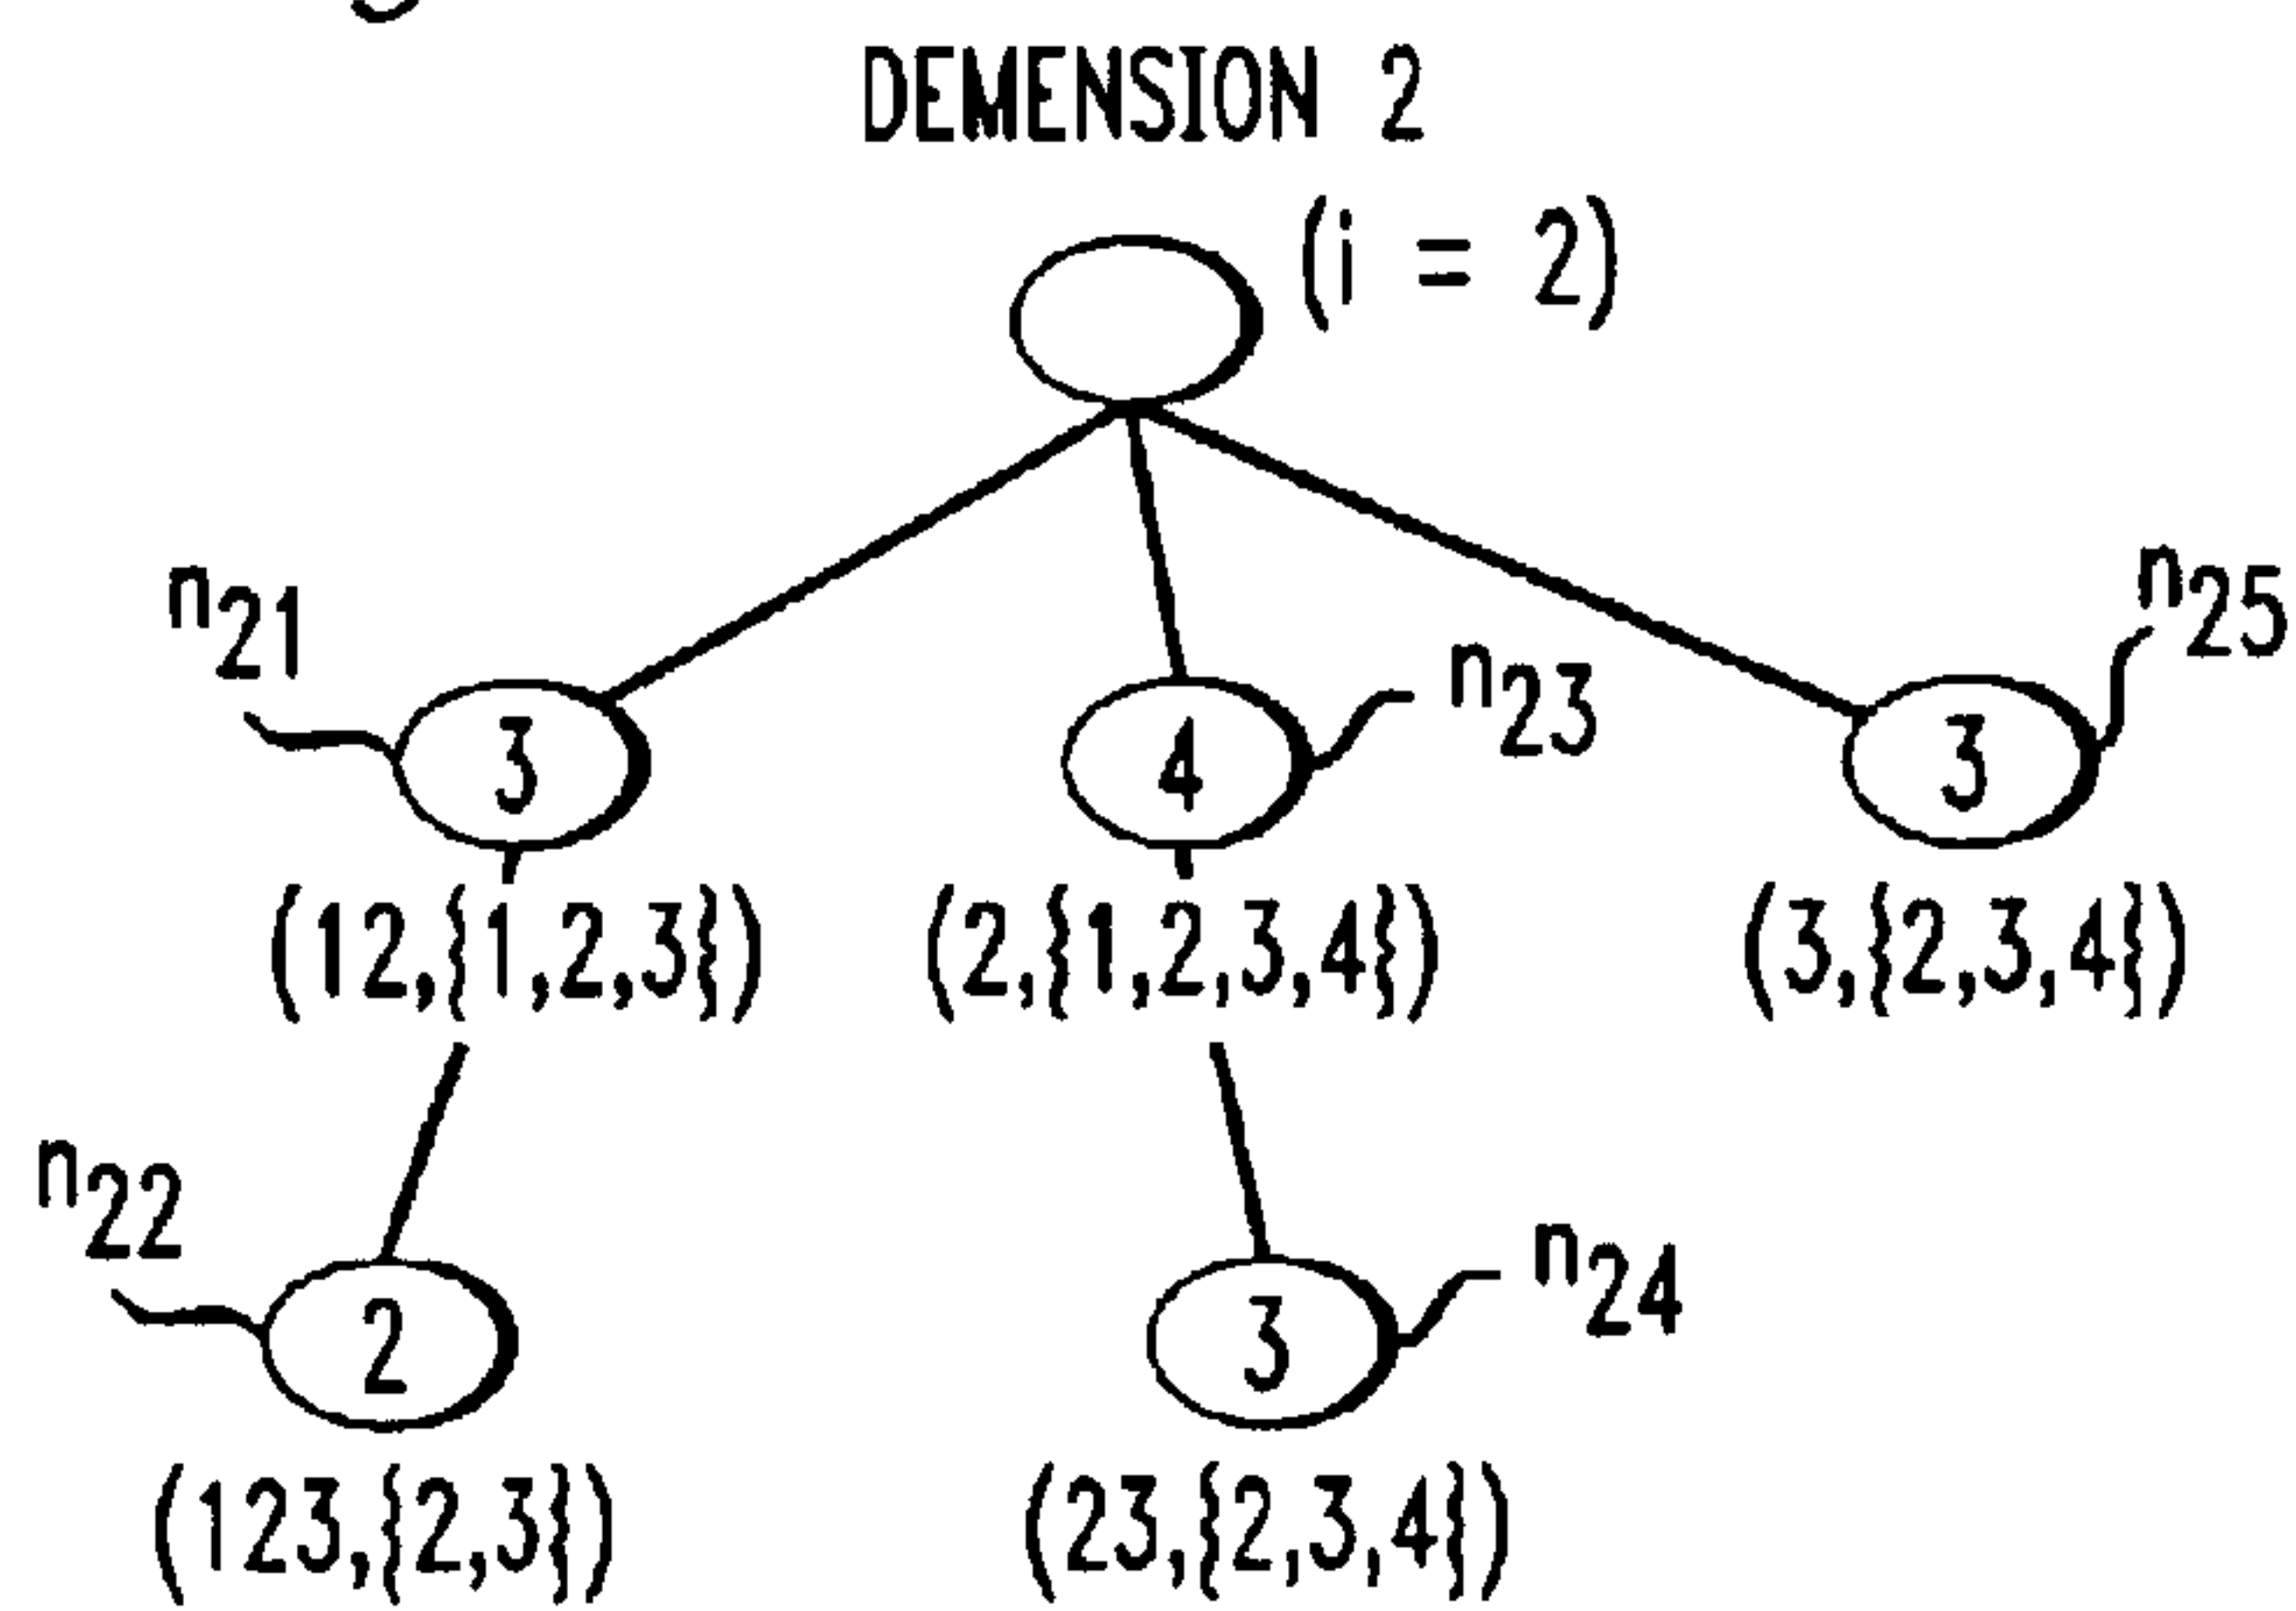 DEMENSION 2
(i = 2)
n21
n23
n25
3
4
3
(12,{1,2,3})
(2,{1,2,3,4})
(3,{2,3,4})
n22
n24
2
3
(123,{2,3})
(23,{2,3,4})